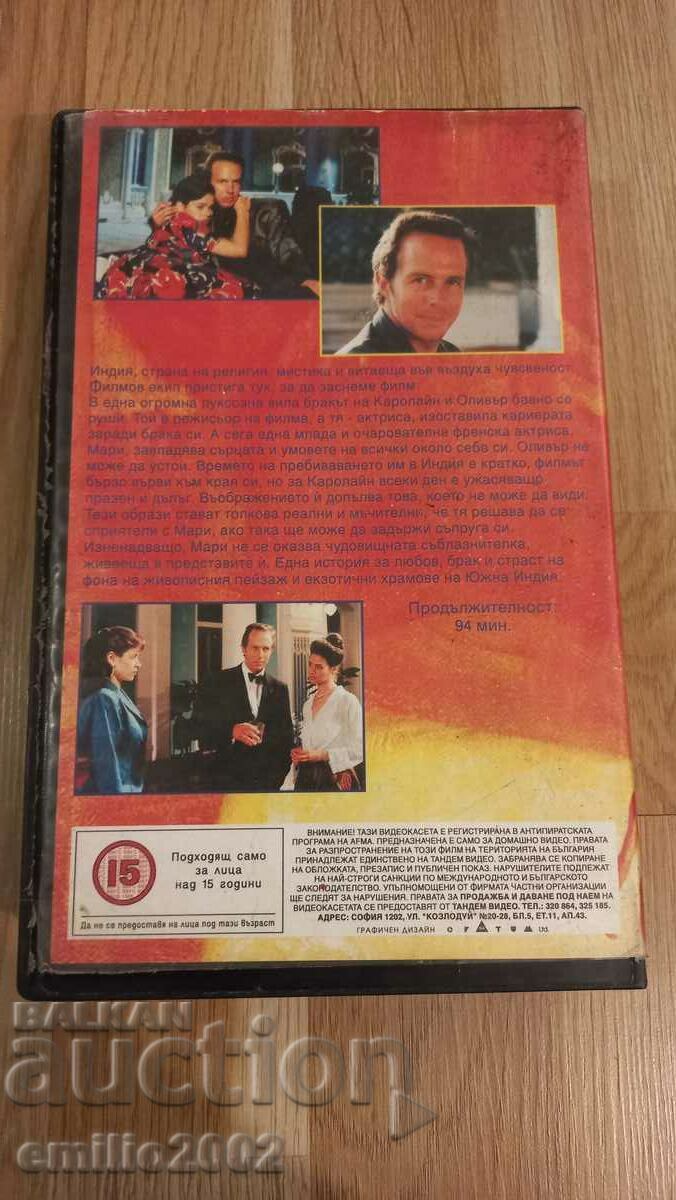 Индия, страна на религия, мистика и витаеща във въздуха чувсвеност.
Филмов екип пристига тук, за да заснеме филм.
В една огромна луксозна вила бракът на Каролайн и Оливър бавно се
руши. Той е режисьор на филма, а тя - актриса, изоставила кариерата
заради брака си. А сега една млада и очарователна френска актриса,
Мари, завладява сърцата и умовете на всички около себе си. Оливър не
може да устои. Времето на пребиваването им в Индия е кратко, филмът
бързо върви към края си, но за Каролайн всеки ден е ужасяващо
празен и дълъг. Въображението ѝ допълва това, което не може да види.
Тези образи стават толкова реални и мъчителни, че тя решава да се
сприятели с Мари, ако така ще може да задържи съпруга си.
Изненадващо, Мари не се оказва чудовищната съблазнителка,
живееща в представите ѝ. Една история за любов, брак и страст на
фона на живописния пейзаж и екзотични храмове на Южна Индия.
Продължителност:
94 мин.
15
Подходящ само
за лица
над 15 години
Да не се предоставя на лица под тази възраст
ВНИМАНИЕ! ТАЗИ ВИДЕОКАСЕТА Е РЕГИСТРИРАНА В АНТИПИРАТСКАТА
ПРОГРАМА НА AFMA. ПРЕДНАЗНАЧЕНА Е САМО ЗА ДОМАШНО ВИДЕО. ПРАВАТА
ЗА РАЗПРОСТРАНЕНИЕ НА ТОЗИ ФИЛМ НА ТЕРИТОРИЯТА НА БЪЛГАРИЯ
ПРИНАДЛЕЖАТ ЕДИНСТВЕНО НА ТАНДЕМ ВИДЕО. ЗАБРАНЯВА СЕ КОПИРАНЕ
НА ОБЛОЖКАТА, ПРЕЗАПИС И ПУБЛИЧЕН ПОКАЗ. НАРУШИТЕЛИТЕ ПОДЛЕЖАТ
НА НАЙ-СТРОГИ САНКЦИИ ПО МЕЖДУНАРОДНОТО И БЪЛГАРСКОТО
ЗАКОНОДАТЕЛСТВО. УПЪЛНОМОЩЕНИ ОТ ФИРМАТА ЧАСТНИ ОРГАНИЗАЦИИ
ЩЕ СЛЕДЯТ ЗА НАРУШЕНИЯ. ПРАВАТА ЗА ПРОДАЖБА И ДАВАНЕ ПОД НАЕМ НА
ВИДЕОКАСЕТАТА СЕ ПРЕДОСТАВЯТ ОТ ТАНДЕМ ВИДЕО. ТЕЛ.: 320 864, 325 185.
АДРЕС: СОФИЯ 1202, УЛ. "КОЗЛОДУЙ" №20-28, БЛ.5, ЕТ.11, АП.43.
ГРАФИЧЕН ДИЗАЙН Ltd.
BALKAN
auction
emilio2002